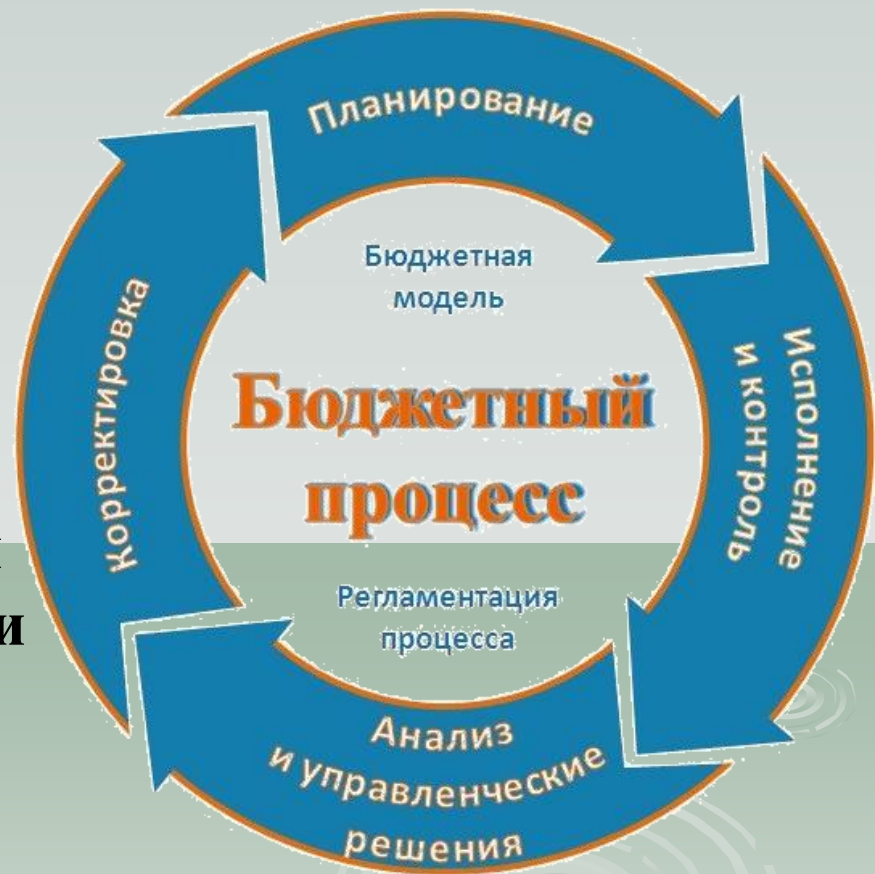 Планирование
Бюджетная
модель
Исполнение
и контроль
Корректировка
Бюджетный
процесс
Регламентация
процесса
Анализ
и управленческие
решения